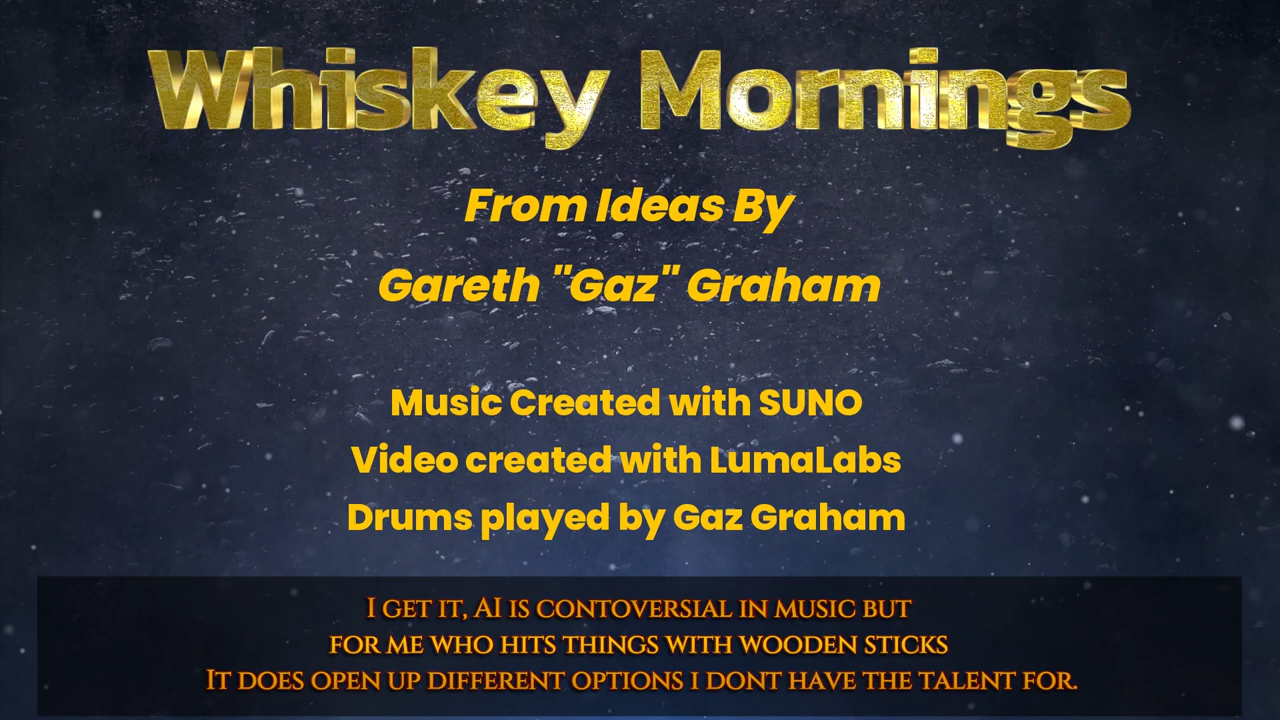 Whiskey Mornings
From Ideas By
Gareth "Gaz" Graham
Music Created with SUNO
Video created with LumaLabs
Drums played by Gaz Graham
I GET IT, AI IS CONTOVERSIAL IN MUSIC BUT
FOR ME WHO HITS THINGS WITH WOODEN STICKS
IT DOES OPEN UP DIFFERENT OPTIONS I DONT HAVE THE TALENT FOR.